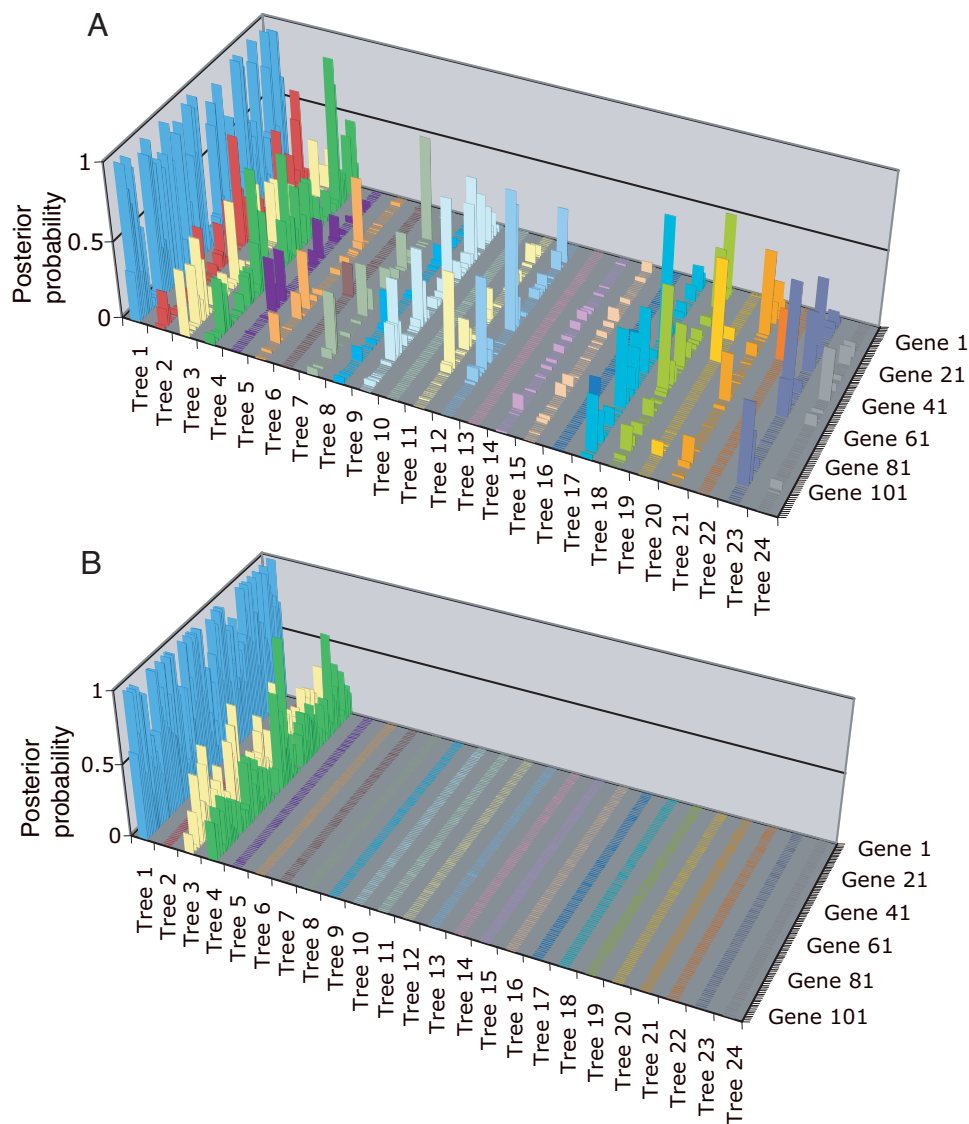 A
Posterior
probability
1
0.5
0
Tree 1
Tree 2
Tree 3
Tree 4
Tree 5
Tree 6
Tree 7
Tree 8
Tree 9
Tree 10
Tree 11
Tree 12
Tree 13
Tree 14
Tree 15
Tree 16
Tree 17
Tree 18
Tree 19
Tree 20
Tree 21
Tree 22
Tree 23
Tree 24
Gene 1
Gene 21
Gene 41
Gene 61
Gene 81
Gene 101
B
Posterior
probability
1
0.5
0
Tree 1
Tree 2
Tree 3
Tree 4
Tree 5
Tree 6
Tree 7
Tree 8
Tree 9
Tree 10
Tree 11
Tree 12
Tree 13
Tree 14
Tree 15
Tree 16
Tree 17
Tree 18
Tree 19
Tree 20
Tree 21
Tree 22
Tree 23
Tree 24
Gene 1
Gene 21
Gene 41
Gene 61
Gene 81
Gene 101